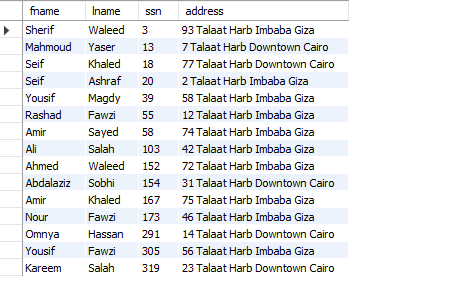 fname lname ssn address
Sherif Waleed 3 93 Talaat Harb Imbaba Giza
Mahmoud Yaser 13 7 Talaat Harb Downtown Cairo
Seif Khaled 18 77 Talaat Harb Downtown Cairo
Seif Ashraf 20 2 Talaat Harb Imbaba Giza
Yousif Magdy 39 58 Talaat Harb Imbaba Giza
Rashad Fawzi 55 12 Talaat Harb Imbaba Giza
Amir Sayed 58 74 Talaat Harb Imbaba Giza
Ali Salah 103 42 Talaat Harb Imbaba Giza
Ahmed Waleed 152 72 Talaat Harb Imbaba Giza
Abdalaziz Sobhi 154 31 Talaat Harb Downtown Cairo
Amir Khaled 167 75 Talaat Harb Imbaba Giza
Nour Fawzi 173 46 Talaat Harb Imbaba Giza
Omnya Hassan 291 14 Talaat Harb Downtown Cairo
Yousif Fawzi 305 56 Talaat Harb Imbaba Giza
Kareem Salah 319 23 Talaat Harb Downtown Cairo